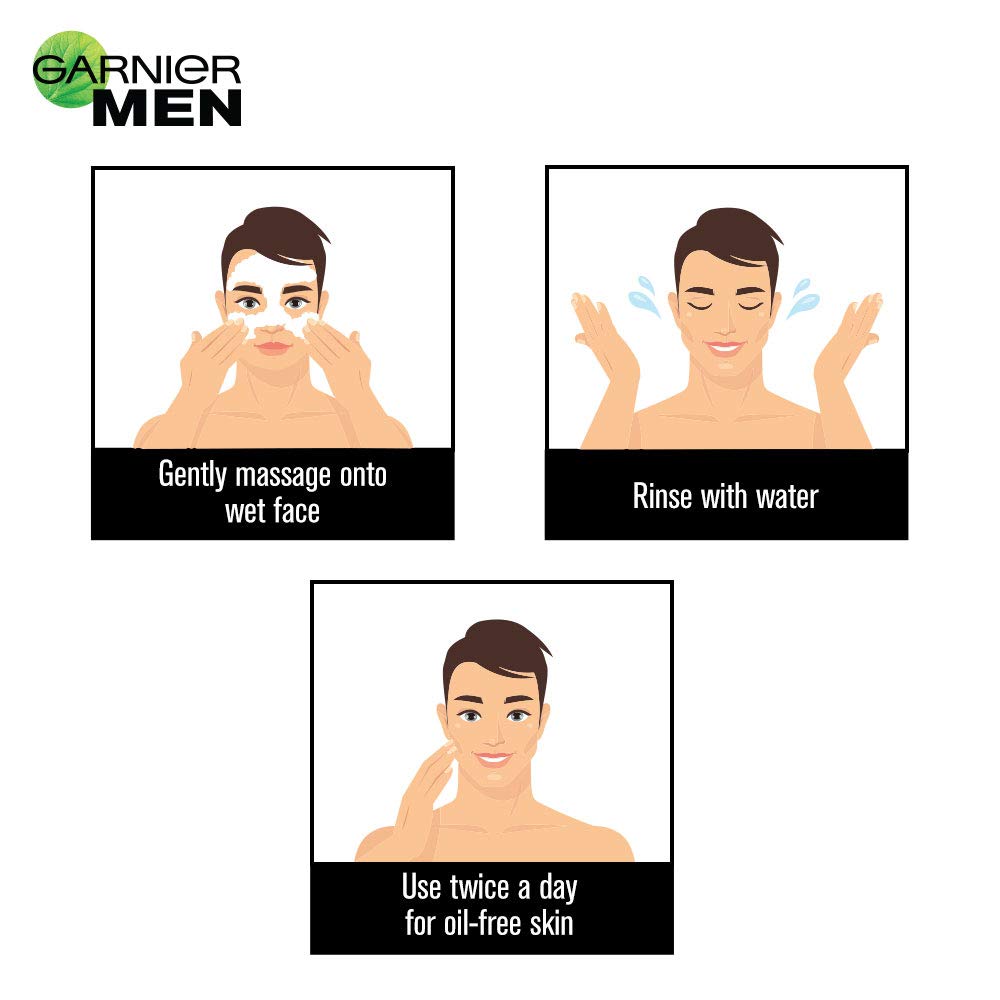 GARNIER
MEN
Gently massage onto
wet face
Rinse with water
Use twice a day
for oil-free skin